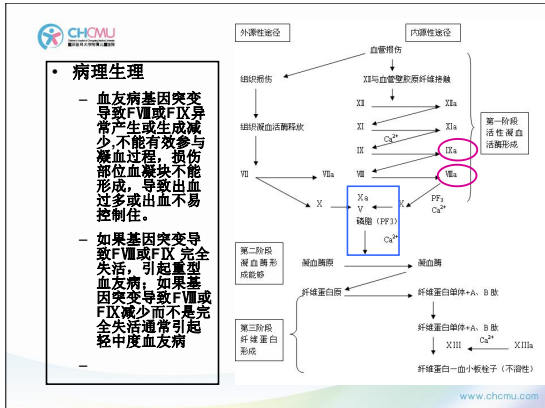 CHCMU
病理生理
血友病基因突变
导致FⅧ或FⅨ异
常产生或生成减
少,不能有效参与
凝血过程,损伤
部位血凝块不能
形成,导致出血
过多或出血不易
控制住。
如果基因突变导
致FⅧ或FⅨ 完全
失活,引起重型
血友病;如果基
因突变导致FⅧ或
FⅨ减少而不是完
全失活通常引起
轻中度血友病
外源性途径
内源性途径
血管损伤
组织损伤
XII与血管壁胶原纤维接触
XII
XIIa
组织凝血活酶释放
XI
XIa
Ca²⁺
IX
IXa
VII
VIIa
VIII
VIIIa
第一阶段
活性凝血
活酶形成
X
Xa
V
磷脂(PF3)
X
PF₃
Ca²⁺
Ca²⁺
第二阶段
凝血酶形
成能够
凝血酶原
凝血酶
纤维蛋白原
纤维蛋白单体+A、B 肽
第三阶段
纤维蛋白
形成
纤维蛋白单体+A、B 肽
XIII
Ca²⁺
XIIIa
纤维蛋白—血小板栓子(不溶性)
www.chcmu.com